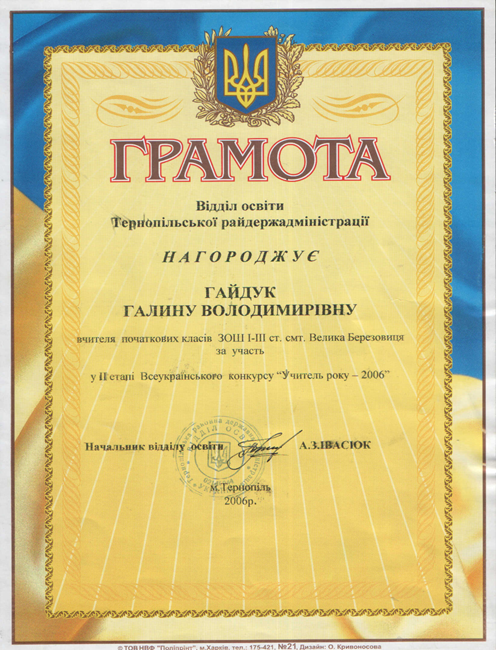 ГРАМОТА
Відділ освіти
Тернопільської райдержадміністрації
НАГОРОДЖУЄ
ГАЙДУК
ГАЛИНУ ВОЛОДИМИРІВНУ
вчителя початкових класів ЗОШ І-ІІІ ст. смт. Велика Березовиця
за участь
у ІІ етапі Всеукраїнського конкурсу “Учитель року – 2006”
Начальник відділу освіти А.З.ІВАСЮК
м.Тернопіль
2006р.
© ТОВ НВФ "Поліпрінт", м.Харків, тел.: 175-421, №21, Дизайн: О. Кривоносова